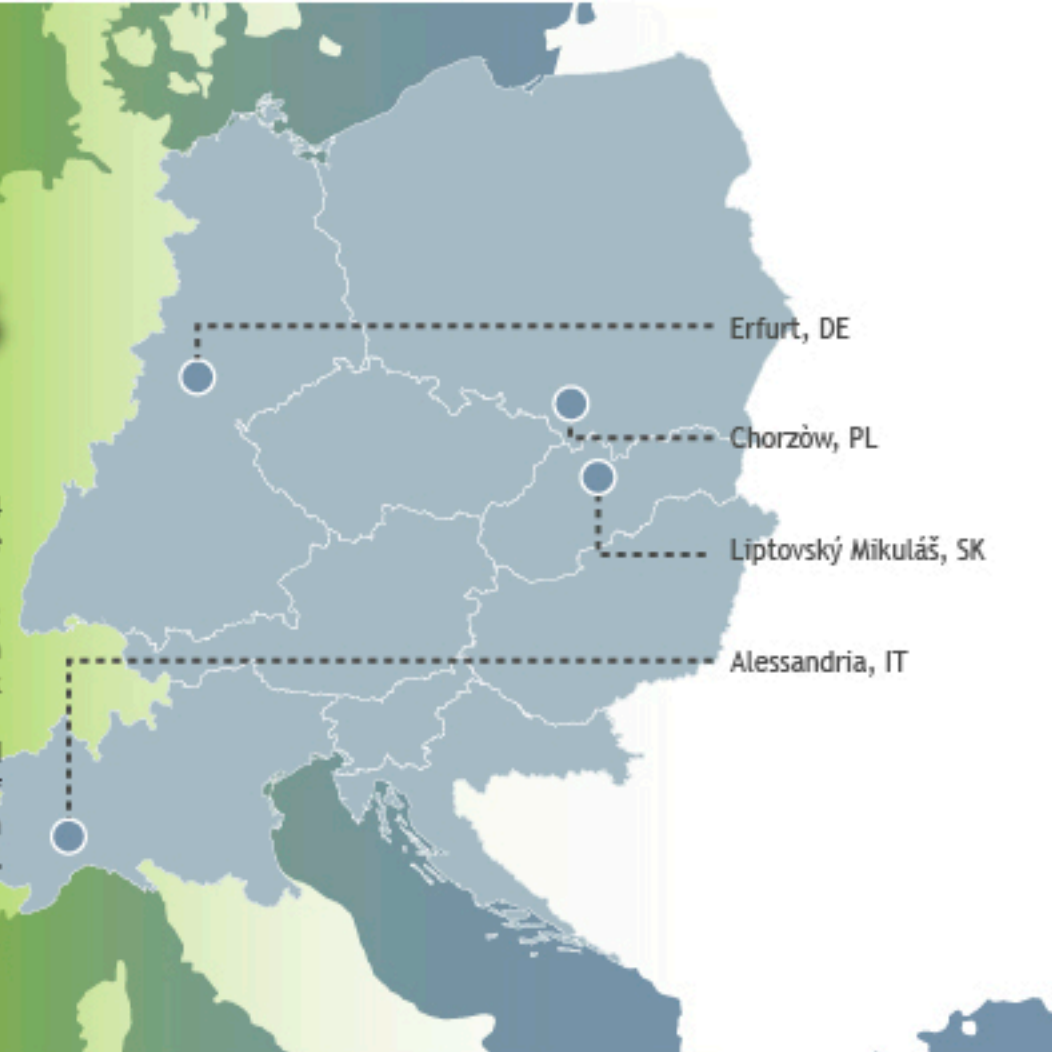 Erfurt, DE
Chorzòw, PL
Liptovský Mikuláš, SK
Alessandria, IT